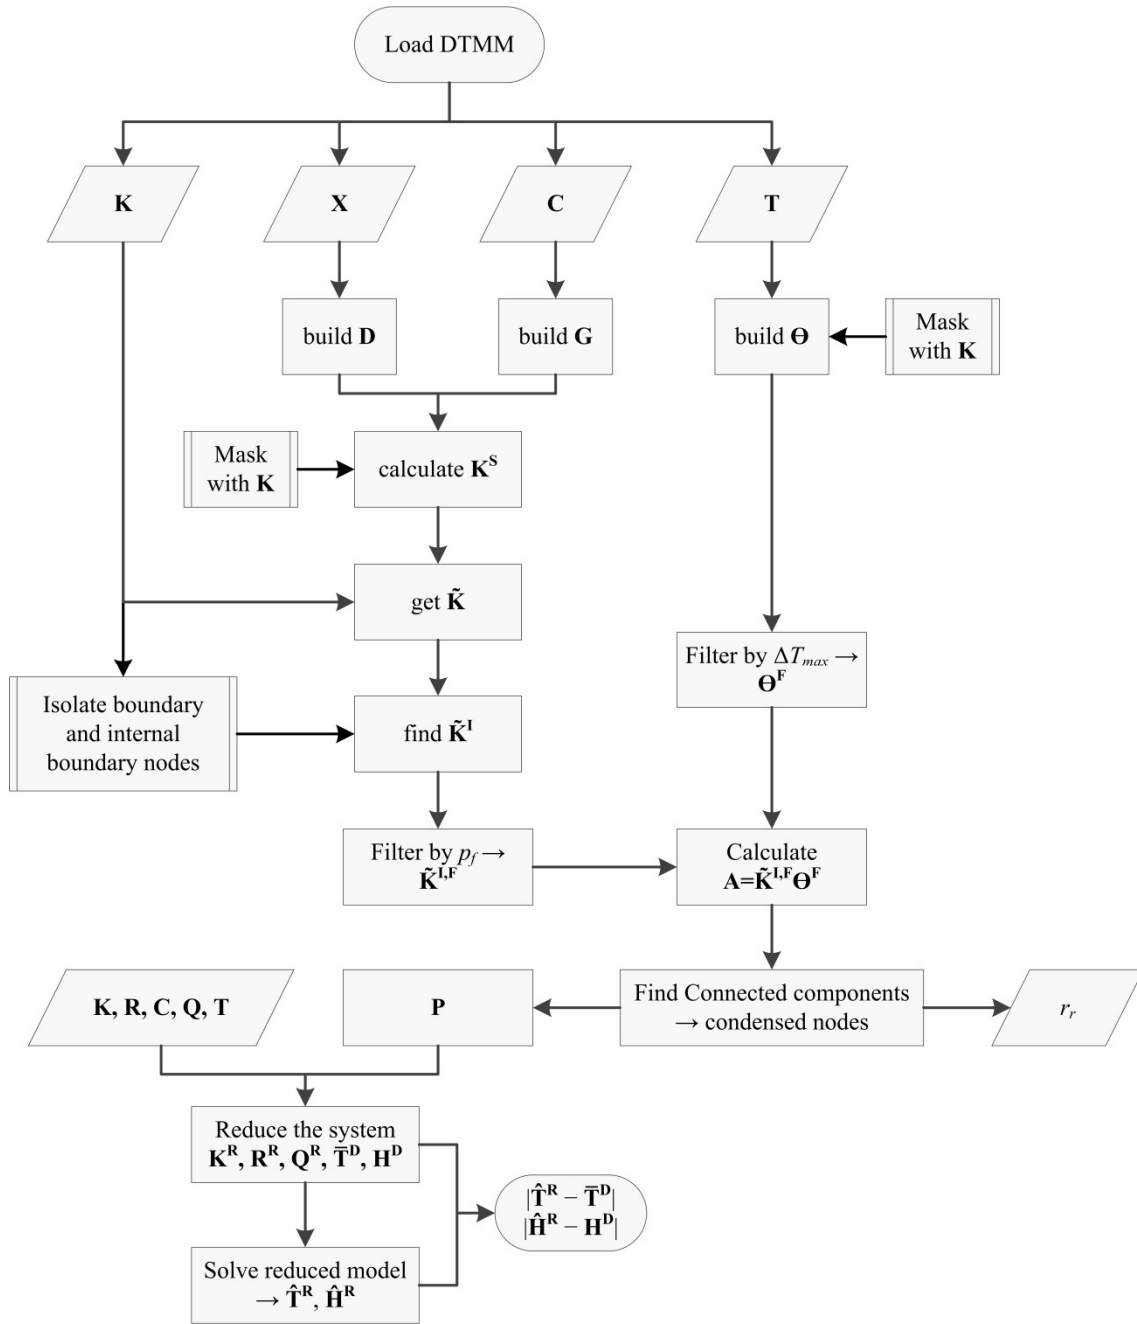 Load DTMM
K
X
C
T
build D
build G
build Ө
Mask
with K
Mask
with K
calculate K^S
get K̃
Filter by ΔT_max →
Ө^F
Isolate boundary
and internal
boundary nodes
find K̃^I
Filter by p_f →
K̃^I,F
Calculate
A=K̃^I,FӨ^F
K, R, C, Q, T
P
Find Connected components
→ condensed nodes
r_r
Reduce the system
K^R, R^R, Q^R, T̿^D, H^D
|T̂^R − T̿^D|
|Ĥ^R − H^D|
Solve reduced model
→ T̂^R, Ĥ^R